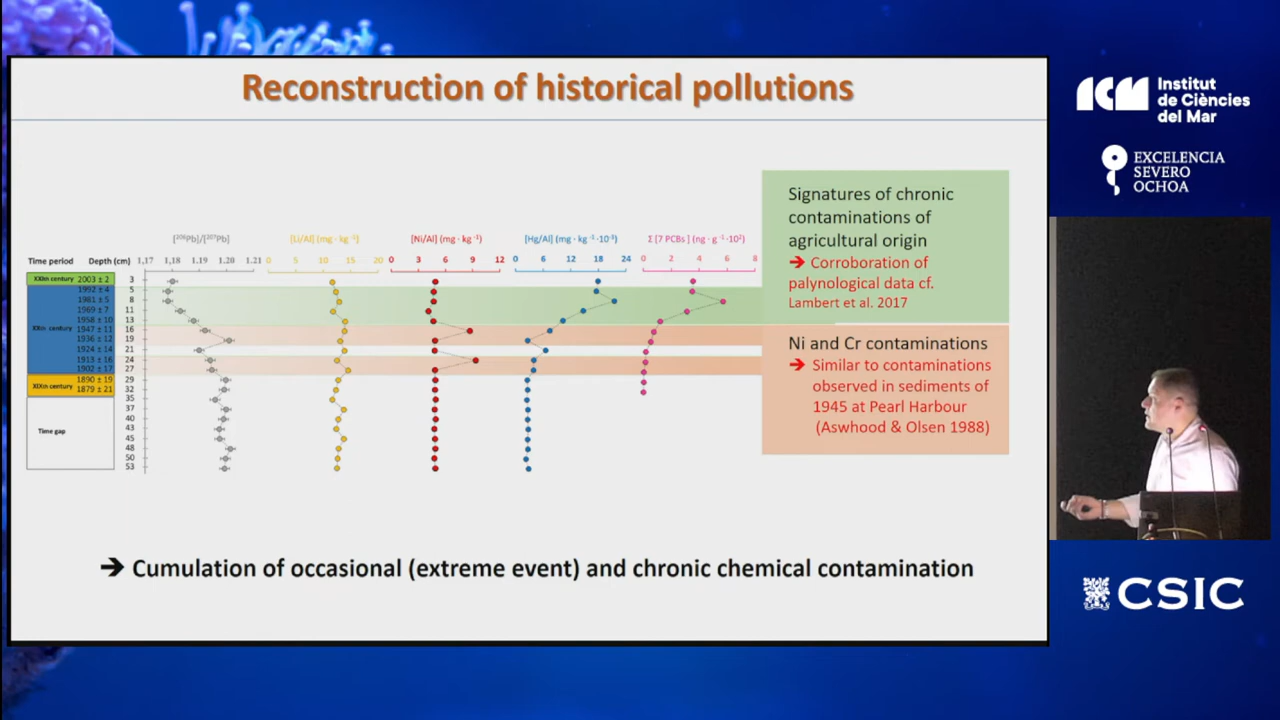 Reconstruction of historical pollutions
Institut
de Ciències
del Mar
EXCELENCIA
SEVERO
OCHOA
[²⁰⁶Pb]/[²⁰⁷Pb]
[Li/Al] (mg · kg⁻¹)
[Ni/Al] (mg · kg⁻¹)
[Hg/Al] (mg · kg⁻¹·10⁻³)
Σ [7 PCBs ] (ng · g⁻¹·10²)
Time period Depth (cm) 1,17 1,18 1,19 1,20 1.21 0 5 10 15 20 0 3 6 9 12 0 6 12 18 24 0 2 4 6 8
XXIth century 2003 ± 2 3
1992 ± 4 5
1981 ± 5 8
1969 ± 7 11
1958 ± 10 13
XXth century 1947 ± 11 16
1936 ± 12 19
1924 ± 14 21
1913 ± 16 24
1902 ± 17 27
1890 ± 19 29
XIXth century 1879 ± 21 32
35
37
40
Time gap 43
45
48
50
53
Signatures of chronic
contaminations of
agricultural origin
➔ Corroboration of
palynological data cf.
Lambert et al. 2017
Ni and Cr contaminations
➔ Similar to contaminations
observed in sediments of
1945 at Pearl Harbour
(Aswhood & Olsen 1988)
➔ Cumulation of occasional (extreme event) and chronic chemical contamination
CSIC